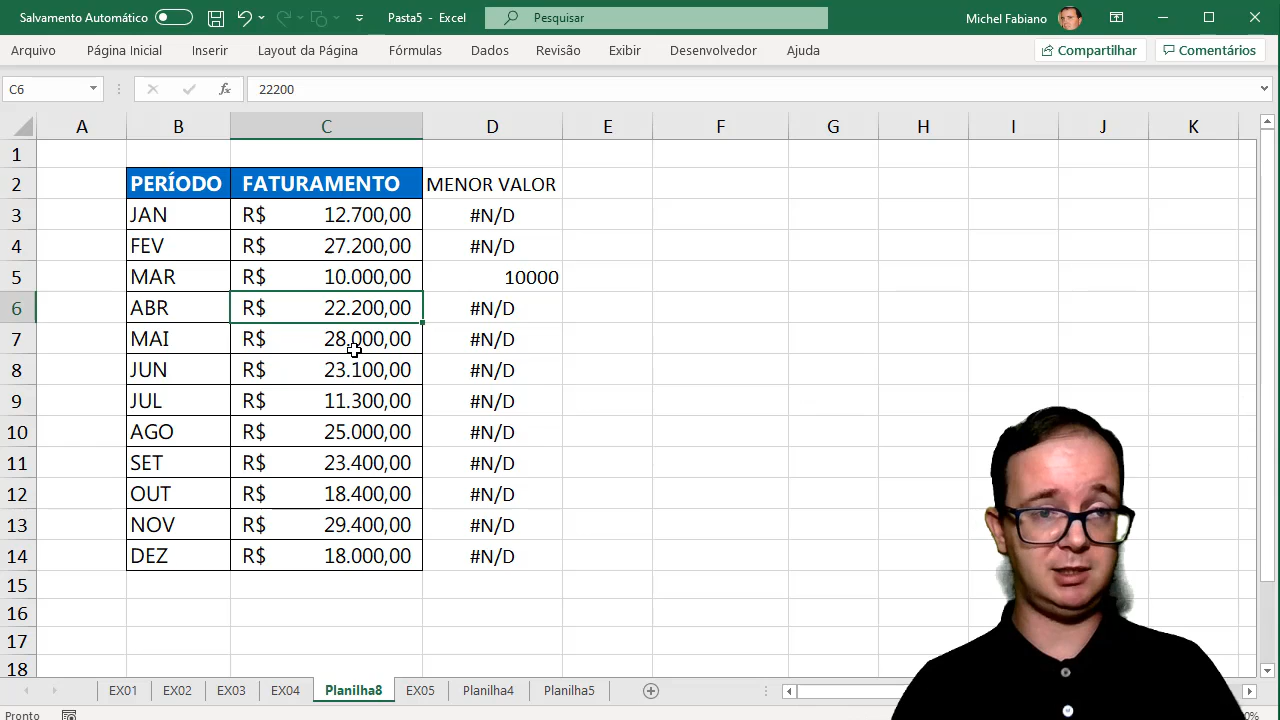 Salvamento Automático Pasta5 - Excel Pesquisar Michel Fabiano
Arquivo Página Inicial Inserir Layout da Página Fórmulas Dados Revisão Exibir Desenvolvedor Ajuda Compartilhar Comentários
C6 fx 22200
A B C D E F G H I J K
1
2 PERÍODO FATURAMENTO MENOR VALOR
3 JAN R$ 12.700,00 #N/D
4 FEV R$ 27.200,00 #N/D
5 MAR R$ 10.000,00 10000
6 ABR R$ 22.200,00 #N/D
7 MAI R$ 28.000,00 #N/D
8 JUN R$ 23.100,00 #N/D
9 JUL R$ 11.300,00 #N/D
10 AGO R$ 25.000,00 #N/D
11 SET R$ 23.400,00 #N/D
12 OUT R$ 18.400,00 #N/D
13 NOV R$ 29.400,00 #N/D
14 DEZ R$ 18.000,00 #N/D
15
16
17
18
EX01 EX02 EX03 EX04 Planilha8 EX05 Planilha4 Planilha5
Pronto